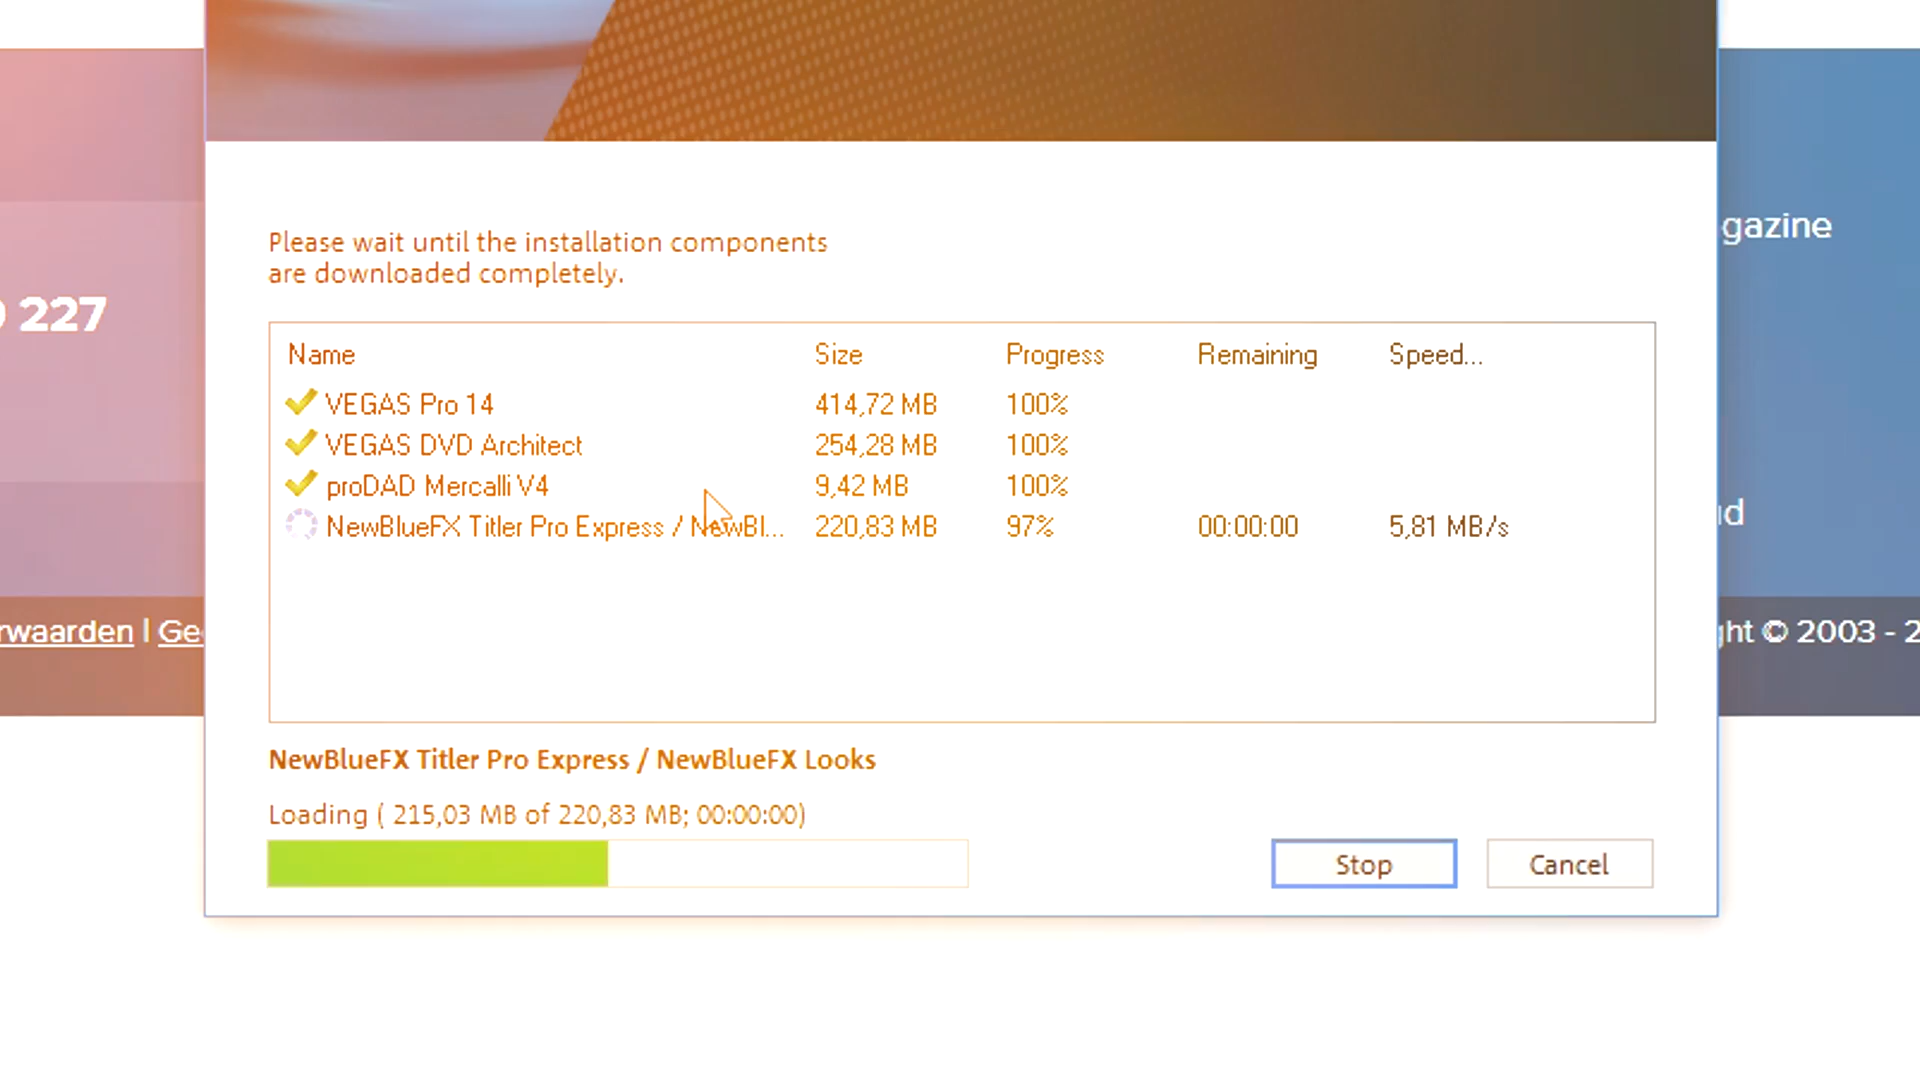 Please wait until the installation components
are downloaded completely.
Name Size Progress Remaining Speed...
VEGAS Pro 14 414,72 MB 100%
VEGAS DVD Architect 254,28 MB 100%
proDAD Mercalli V4 9,42 MB 100%
NewBlueFX Titler Pro Express / NewBl... 220,83 MB 97% 00:00:00 5,81 MB/s
NewBlueFX Titler Pro Express / NewBlueFX Looks
Loading ( 215,03 MB of 220,83 MB; 00:00:00)
Stop Cancel
227
rwaarden | Ge
gazine
ht © 2003 - 2